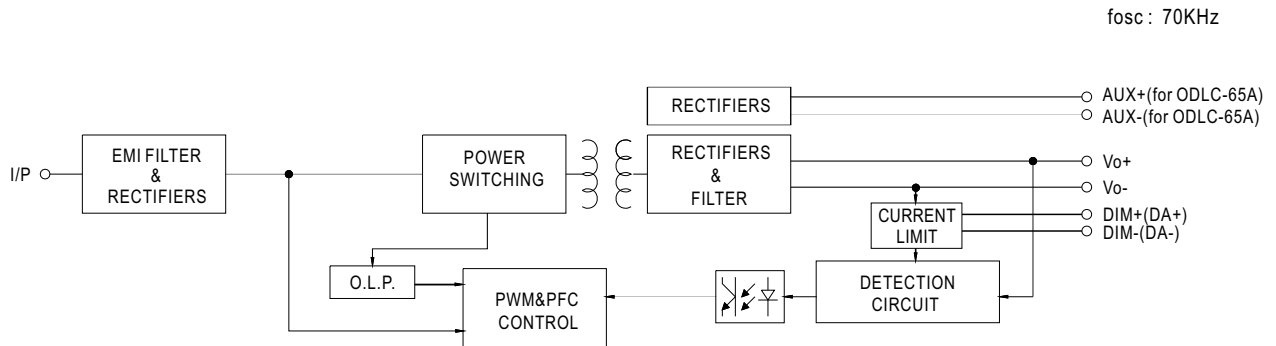 fosc : 70KHz
RECTIFIERS
AUX+(for ODLC-65A)
AUX-(for ODLC-65A)
I/P
EMI FILTER
&
RECTIFIERS
POWER
SWITCHING
RECTIFIERS
&
FILTER
Vo+
Vo-
CURRENT
LIMIT
DIM+(DA+)
DIM-(DA-)
O.L.P.
PWM&PFC
CONTROL
DETECTION
CIRCUIT